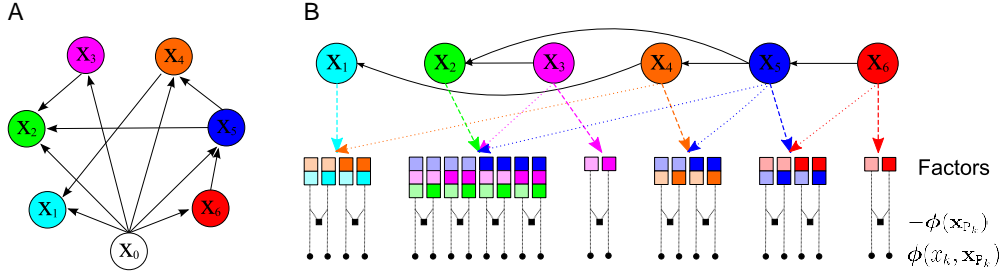 A
B
X₃
X₄
X₂
X₅
X₁
X₆
X₀
X₁
X₂
X₃
X₄
X₅
X₆
Factors
−ϕ(x_{P_k})
ϕ(x_k, x_{P_k})